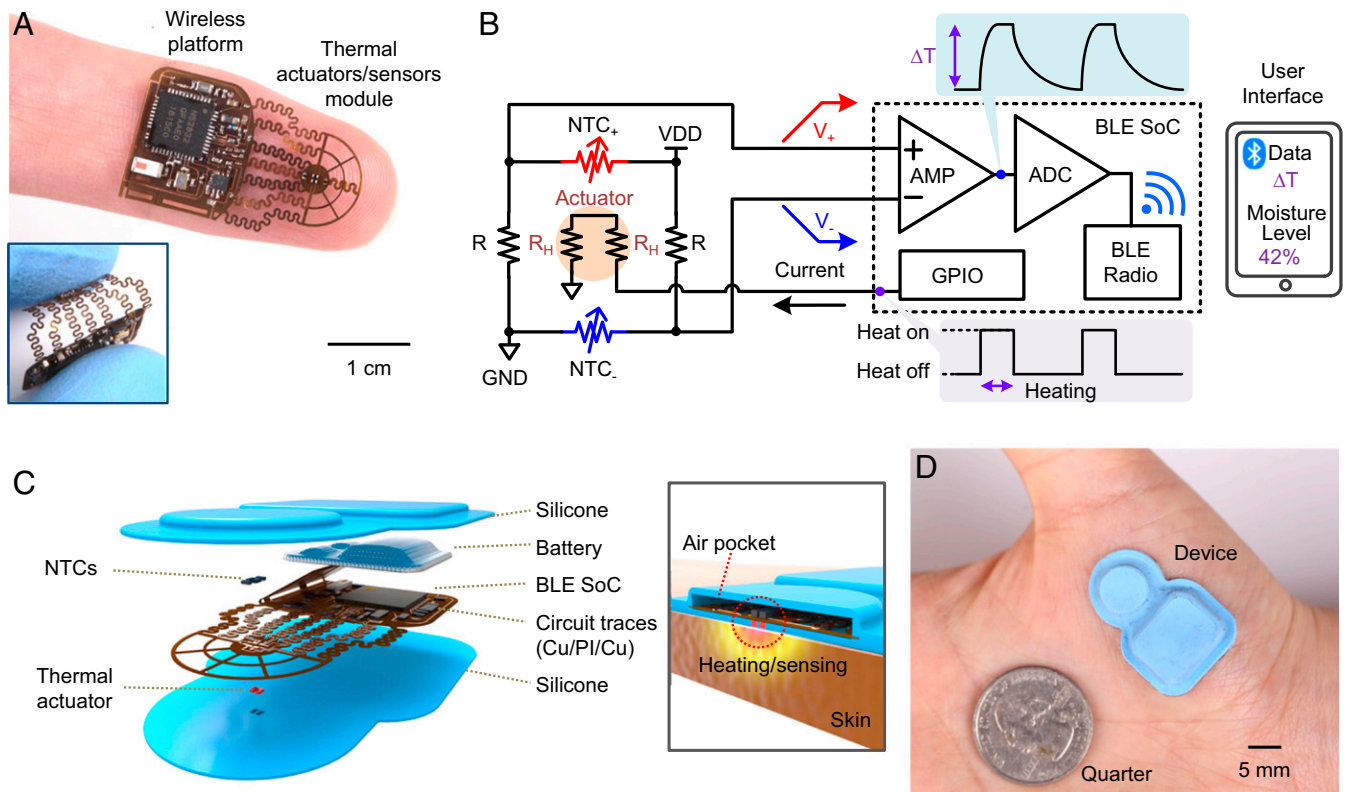 A
Wireless
platform
Thermal
actuators/sensors
module
1 cm
B
ΔT
NTC+
VDD
V+
BLE SoC
AMP
ADC
Actuator
R
RH
RH
R
V-
Current
GPIO
BLE
Radio
NTC-
GND
Heat on
Heat off
Heating
User
Interface
Data
ΔT
Moisture
Level
42%
C
Silicone
Battery
NTCs
BLE SoC
Circuit traces
(Cu/PI/Cu)
Thermal
actuator
Silicone
Air pocket
Heating/sensing
Skin
D
Device
Quarter
5 mm